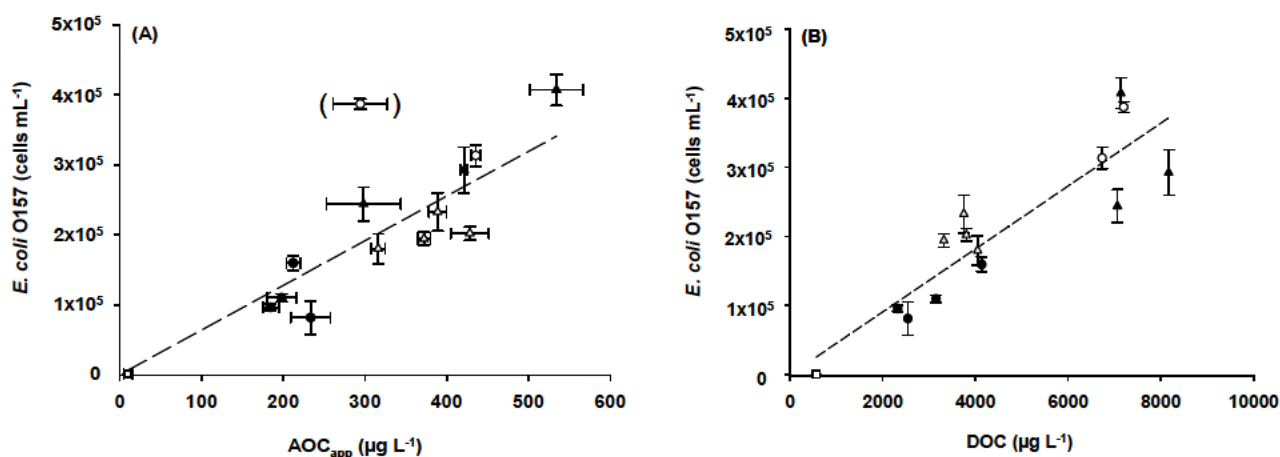 (A)
5x10⁵
4x10⁵
3x10⁵
2x10⁵
1x10⁵
0
E. coli O157 (cells mL⁻¹)
( )
0 100 200 300 400 500 600
AOCₐₚₚ (µg L⁻¹)
(B)
5x10⁵
4x10⁵
3x10⁵
2x10⁵
1x10⁵
0
E. coli O157 (cells mL⁻¹)
0 2000 4000 6000 8000 10000
DOC (µg L⁻¹)